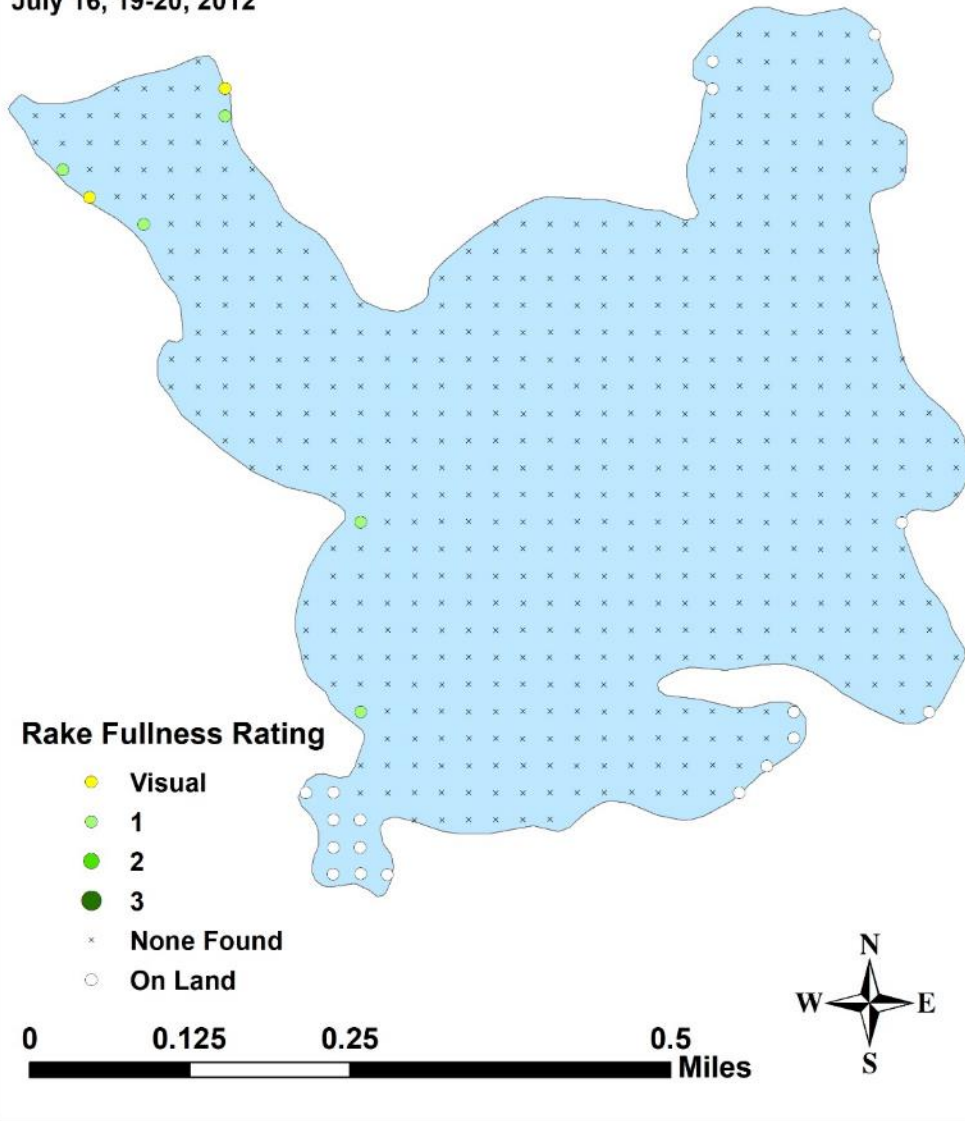 July 16, 19-20, 2012
Rake Fullness Rating
Visual
1
2
3
None Found
On Land
N
W E
S
0 0.125 0.25 0.5
Miles